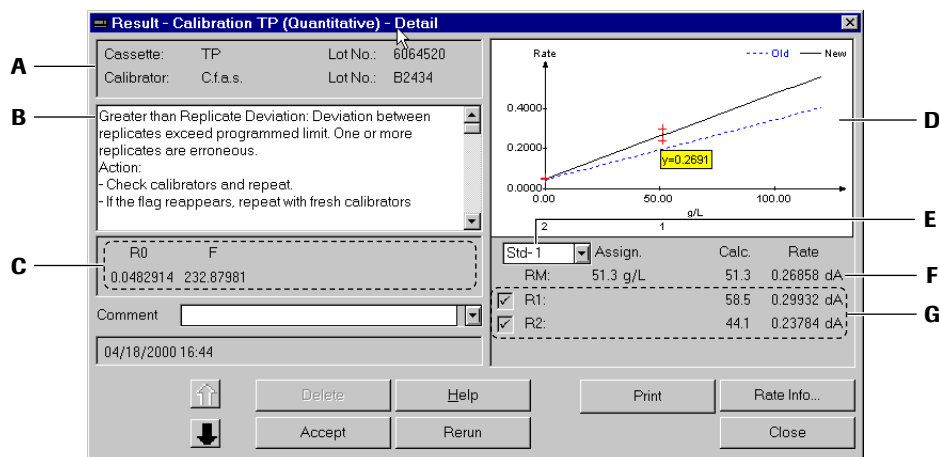 Result - Calibration TP (Quantitative) - Detail
A
Cassette: TP Lot No.: 6064520
Calibrator: C.f.a.s. Lot No.: B2434
B
Greater than Replicate Deviation: Deviation between
replicates exceed programmed limit. One or more
replicates are erroneous.
Action:
- Check calibrators and repeat.
- If the flag reappears, repeat with fresh calibrators
C
R0 F
0.0482914 232.87981
Comment
04/18/2000 16:44
Rate
Old New
0.4000
0.2000
0.0000
y=0.2691
0.00 50.00 100.00
g/L
2 1
D
E
Std- 1 Assign. Calc. Rate
RM: 51.3 g/L 51.3 0.26858 dA
F
R1: 58.5 0.29932 dA
G
R2: 44.1 0.23784 dA
Delete Help Print Rate Info...
Accept Rerun Close